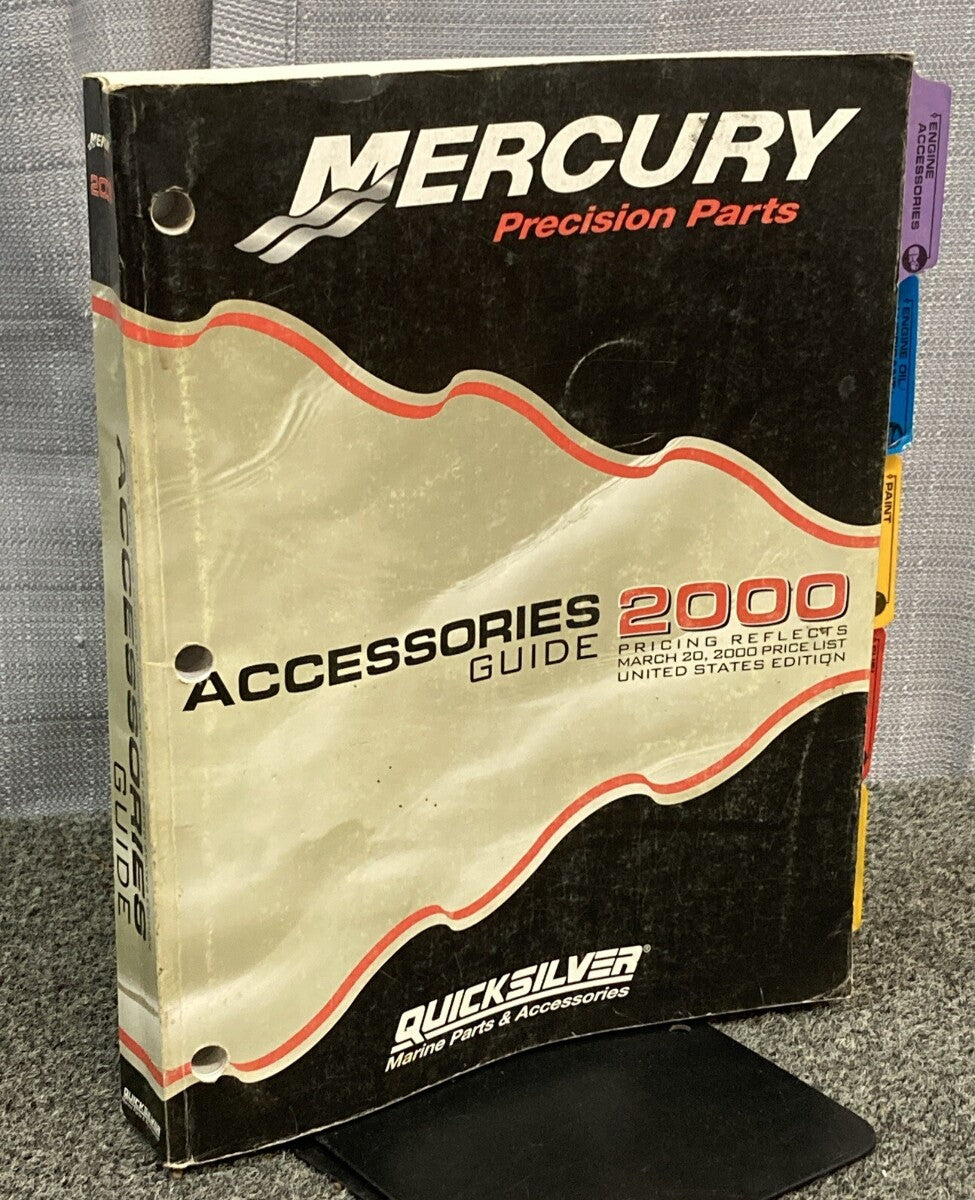 MERCURY
Precision Parts
ACCESSORIES
GUIDE
2000
PRICING REFLECTS
MARCH 20, 2000 PRICE LIST
UNITED STATES EDITION
QUICKSILVER®
Marine Parts & Accessories
ACCESSORIES
GUIDE
QUICKSILVER
ENGINE
ACCESSORIES
ENGINE OIL
PAINT